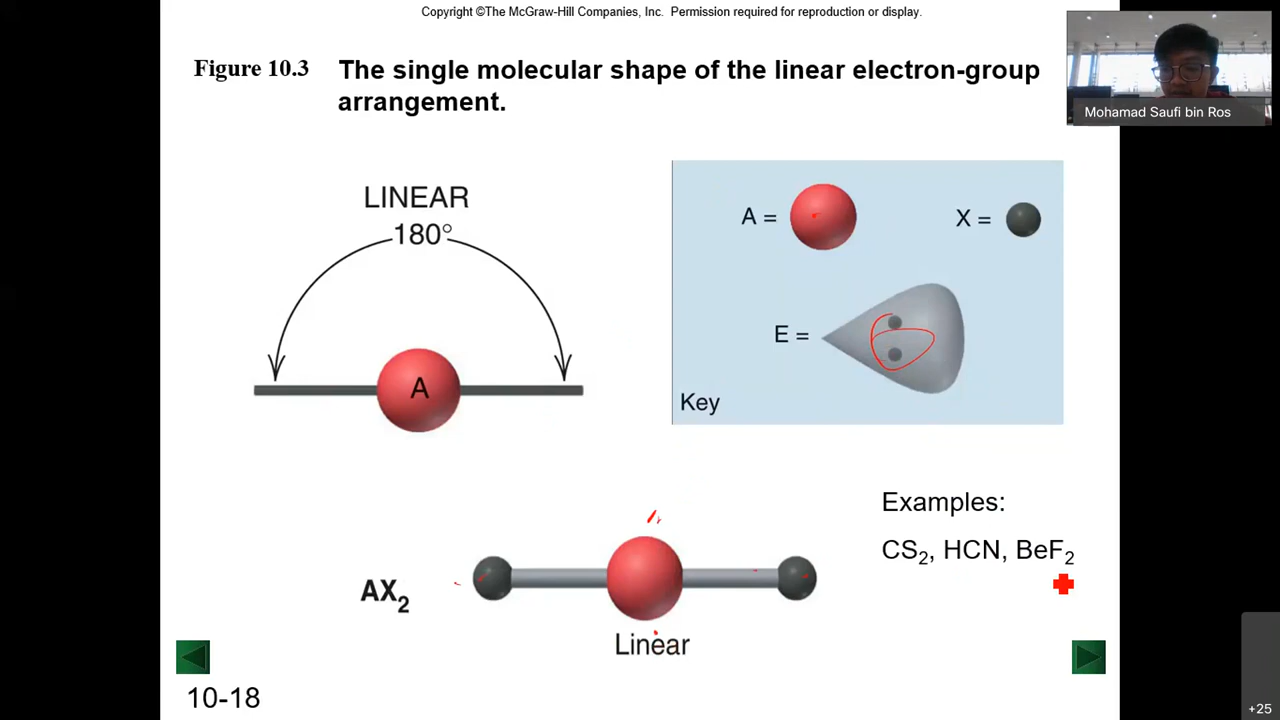 Copyright ©The McGraw-Hill Companies, Inc. Permission required for reproduction or display.
Figure 10.3
The single molecular shape of the linear electron-group
arrangement.
Mohamad Saufi bin Ros
LINEAR
180°
A
A =
X =
E =
Key
Examples:
CS₂, HCN, BeF₂
AX₂
Linear
10-18
+25